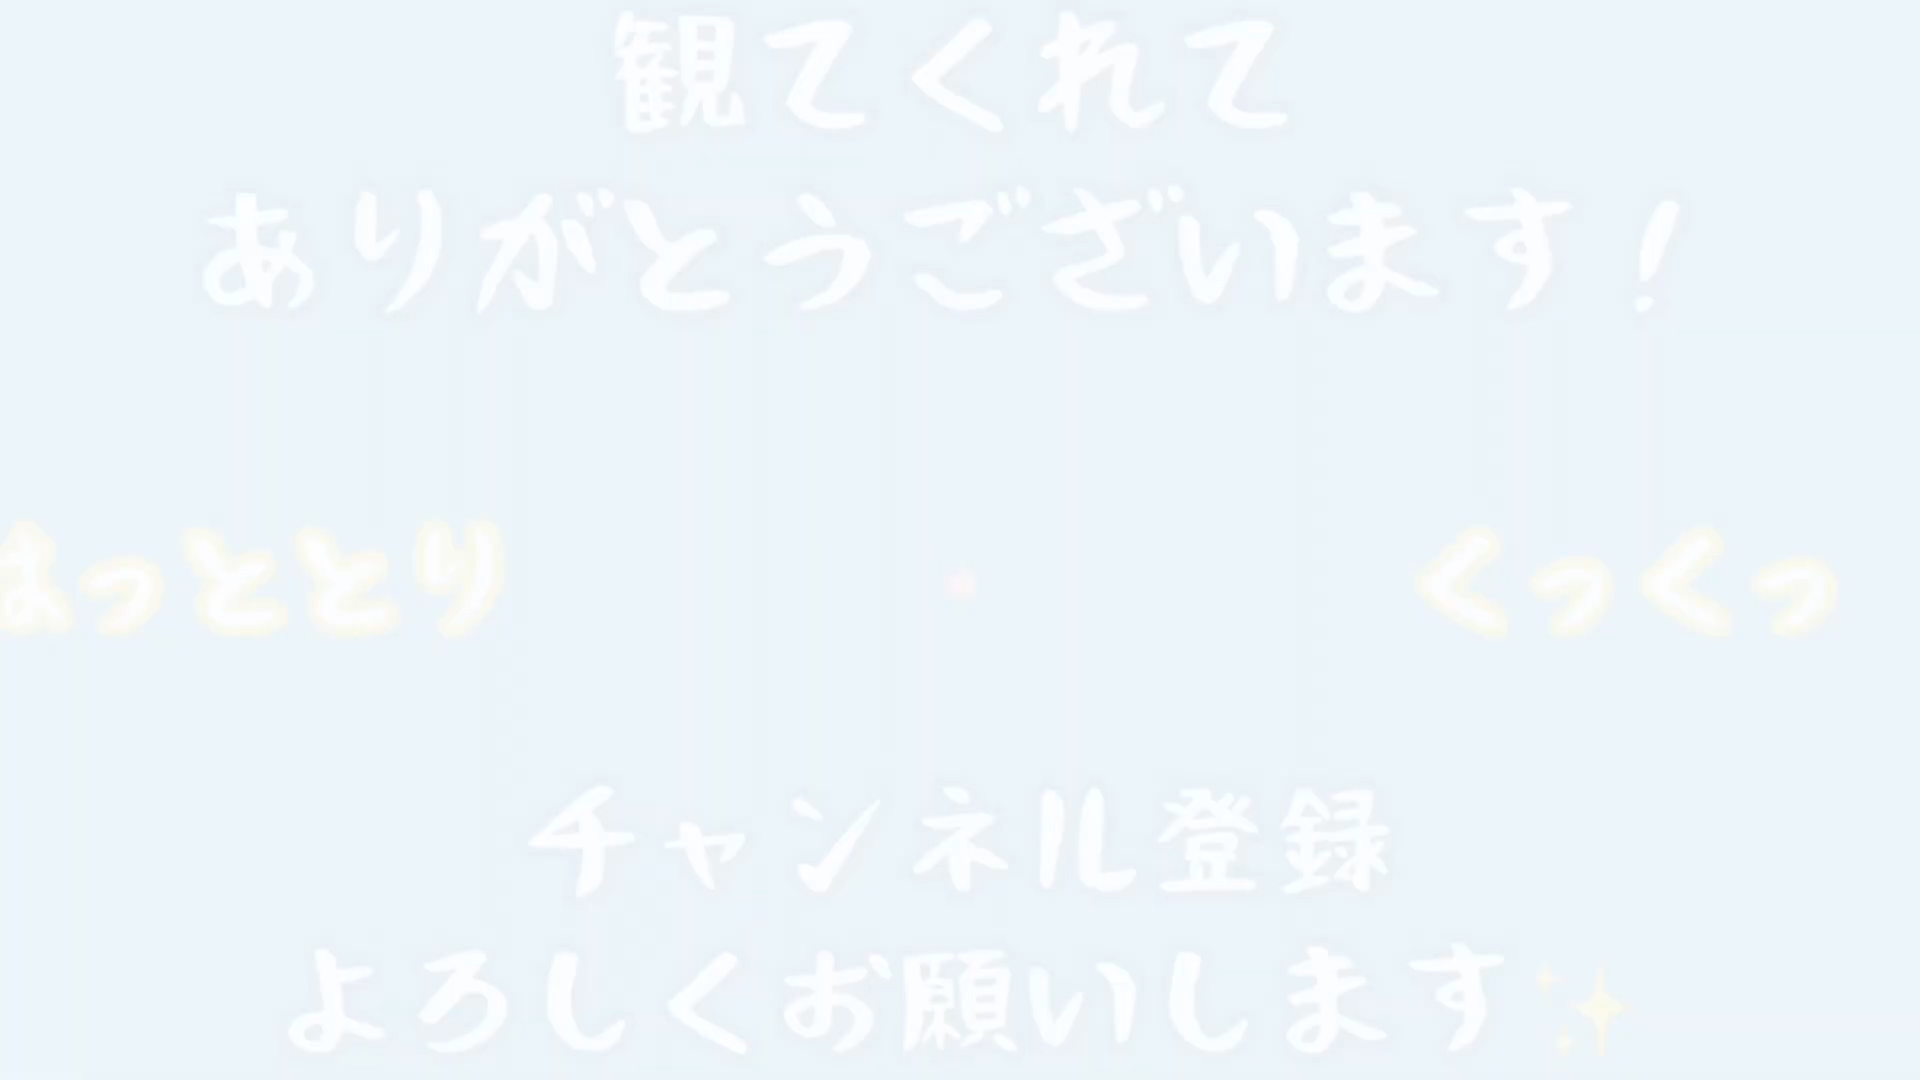 観てくれて
ありがとうございます！
っととり
くっくっ
チャンネル登録
よろしくお願いします✨